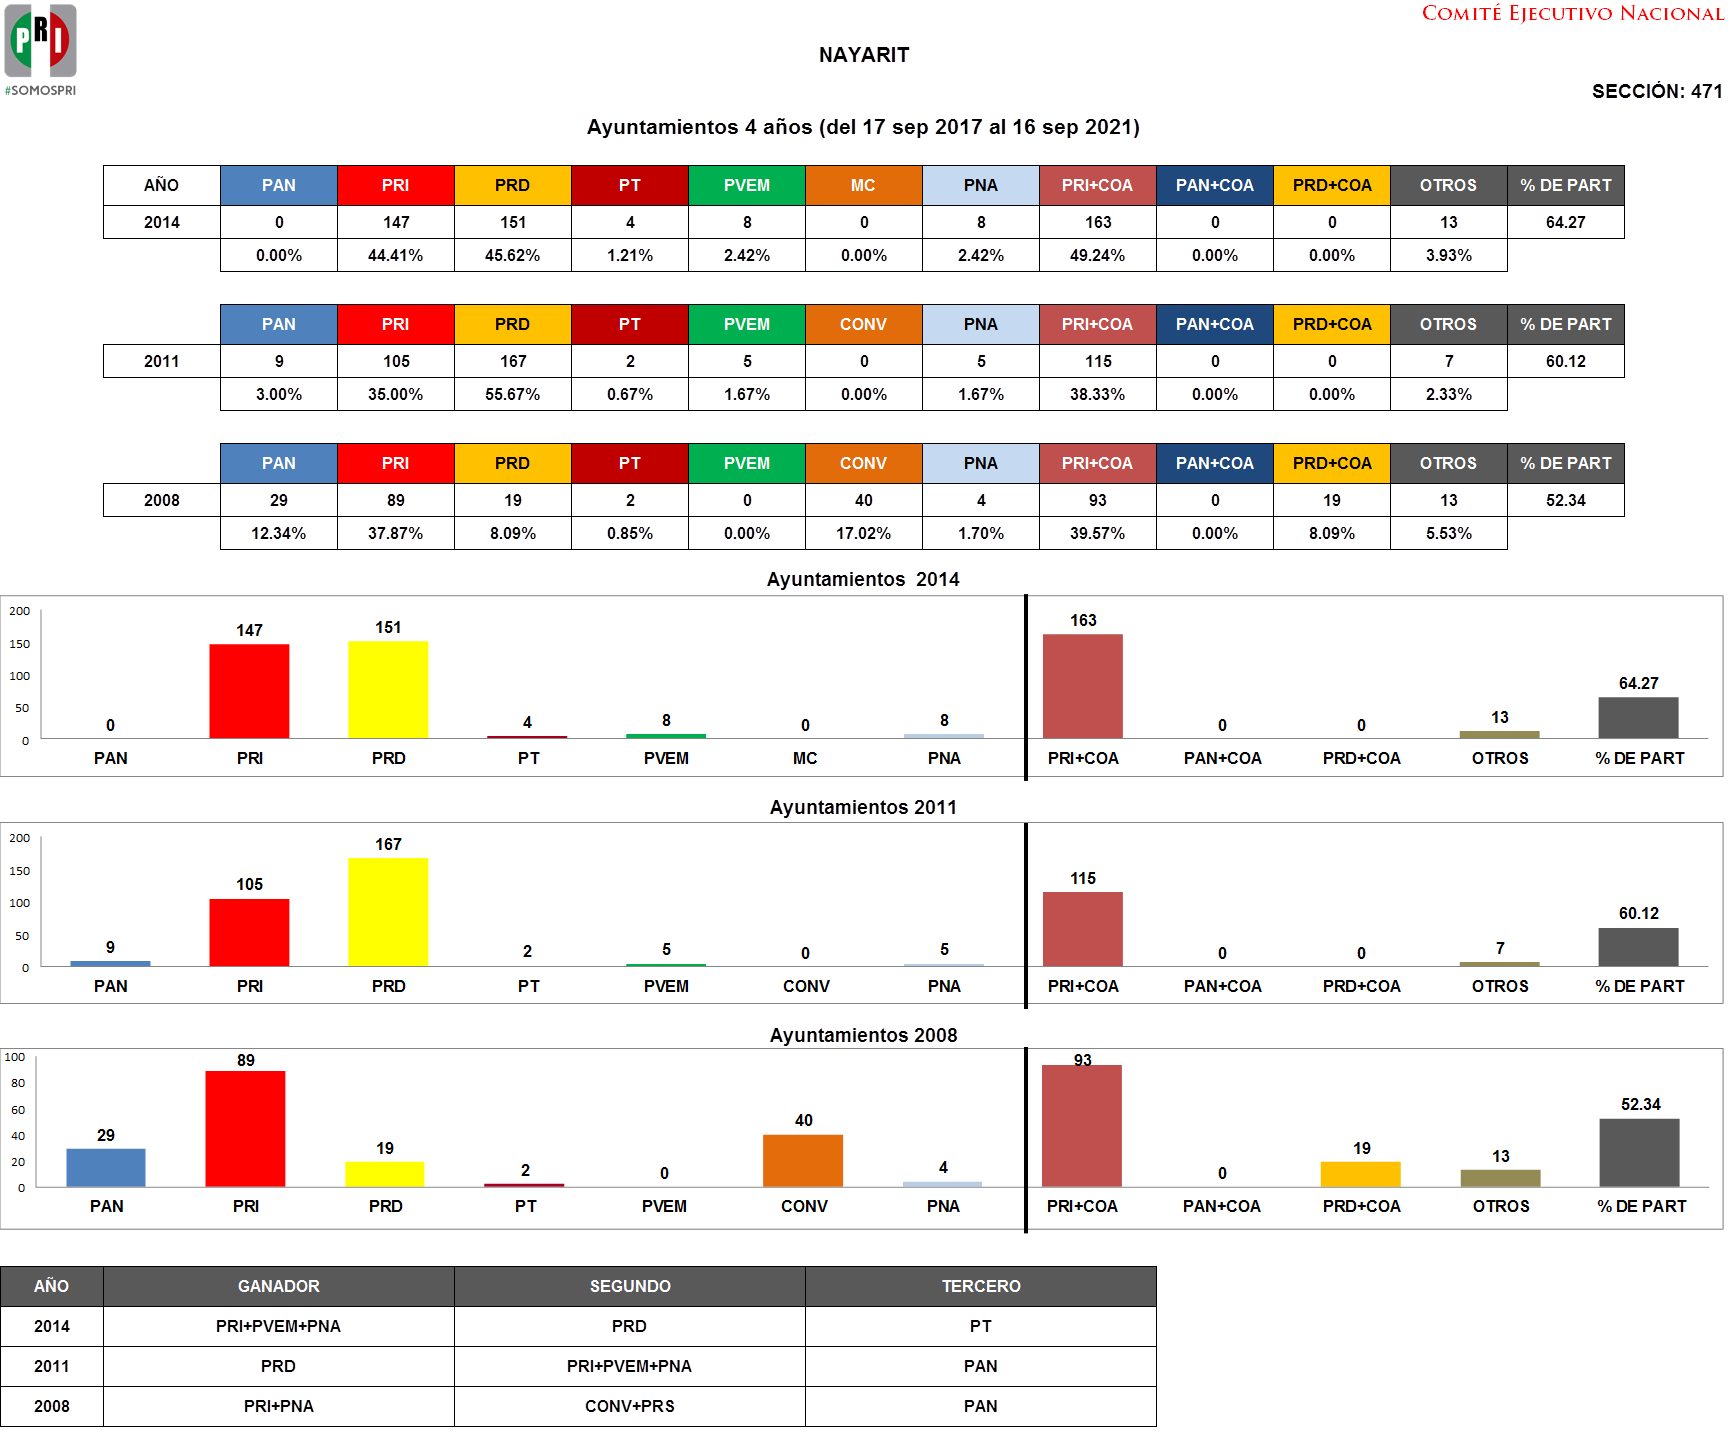 PRI
#SOMOSPRI
COMITÉ EJECUTIVO NACIONAL
NAYARIT
SECCIÓN: 471
Ayuntamientos 4 años (del 17 sep 2017 al 16 sep 2021)
AÑO PAN PRI PRD PT PVEM MC PNA PRI+COA PAN+COA PRD+COA OTROS % DE PART
2014 0 147 151 4 8 0 8 163 0 0 13 64.27
0.00% 44.41% 45.62% 1.21% 2.42% 0.00% 2.42% 49.24% 0.00% 0.00% 3.93%
PAN PRI PRD PT PVEM CONV PNA PRI+COA PAN+COA PRD+COA OTROS % DE PART
2011 9 105 167 2 5 0 5 115 0 0 7 60.12
3.00% 35.00% 55.67% 0.67% 1.67% 0.00% 1.67% 38.33% 0.00% 0.00% 2.33%
PAN PRI PRD PT PVEM CONV PNA PRI+COA PAN+COA PRD+COA OTROS % DE PART
2008 29 89 19 2 0 40 4 93 0 19 13 52.34
12.34% 37.87% 8.09% 0.85% 0.00% 17.02% 1.70% 39.57% 0.00% 8.09% 5.53%
Ayuntamientos 2014
200
150
100
50
0
0 147 151 4 8 0 8 163 0 0 13 64.27
PAN PRI PRD PT PVEM MC PNA PRI+COA PAN+COA PRD+COA OTROS % DE PART
Ayuntamientos 2011
200
150
100
50
0
9 105 167 2 5 0 5 115 0 0 7 60.12
PAN PRI PRD PT PVEM CONV PNA PRI+COA PAN+COA PRD+COA OTROS % DE PART
Ayuntamientos 2008
100
80
60
40
20
0
29 89 19 2 0 40 4 93 0 19 13 52.34
PAN PRI PRD PT PVEM CONV PNA PRI+COA PAN+COA PRD+COA OTROS % DE PART
AÑO GANADOR SEGUNDO TERCERO
2014 PRI+PVEM+PNA PRD PT
2011 PRD PRI+PVEM+PNA PAN
2008 PRI+PNA CONV+PRS PAN